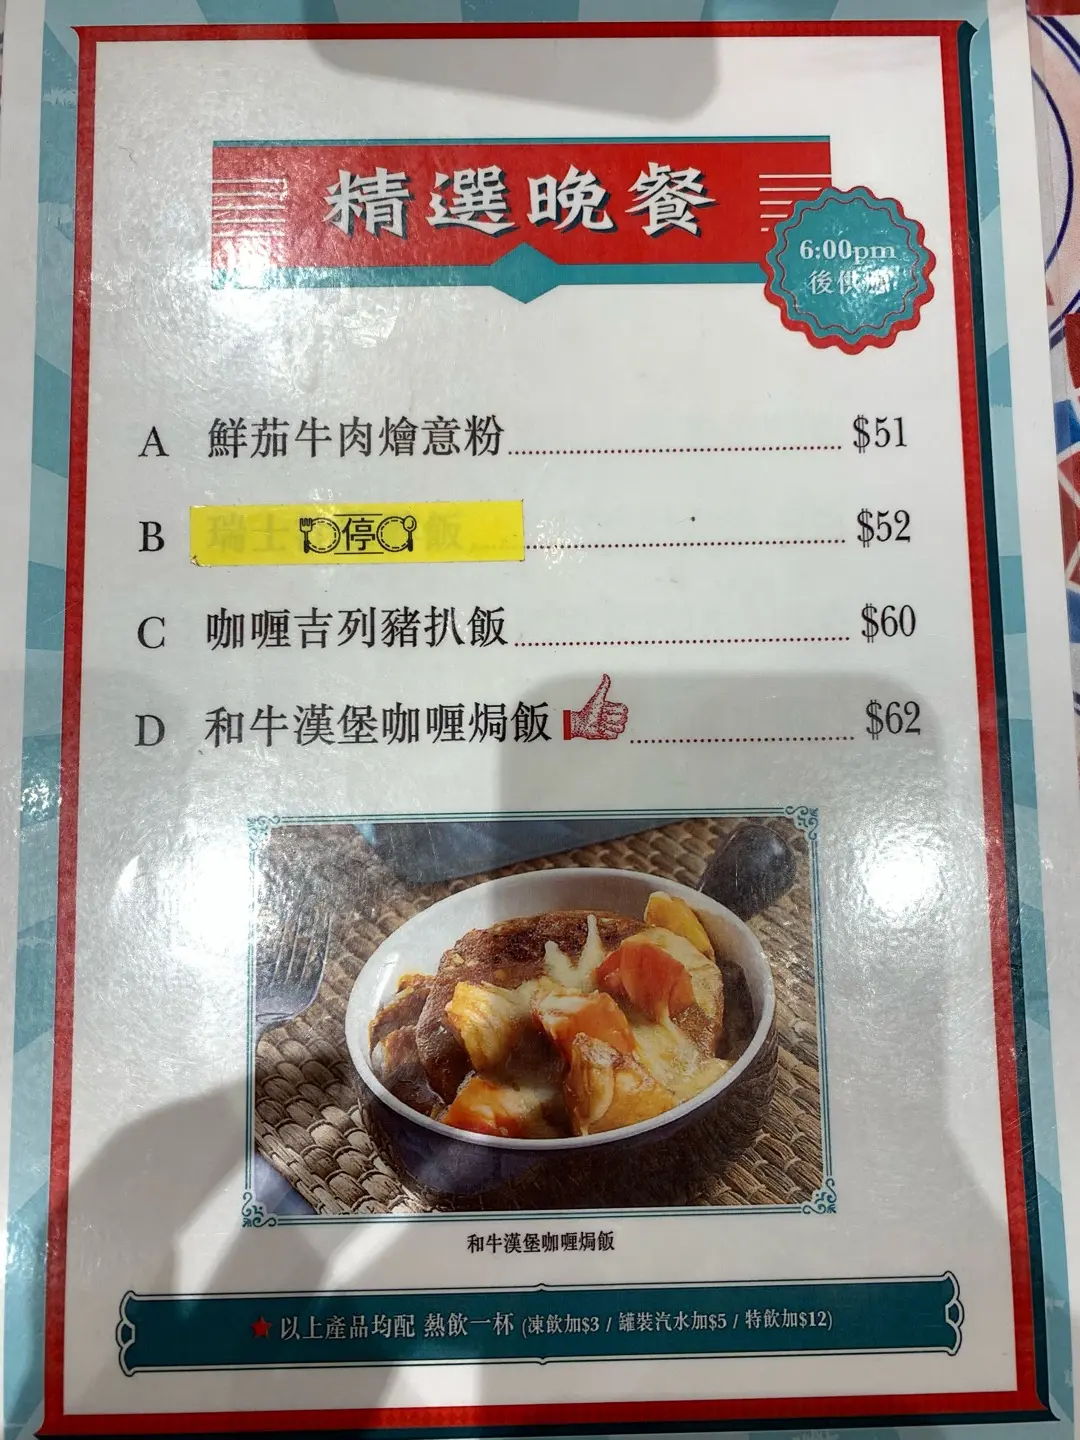 精選晚餐
6:00pm
後供應
A 鮮茄牛肉燴意粉 $51
B 瑞士 停 飯 $52
C 咖喱吉列豬扒飯 $60
D 和牛漢堡咖喱焗飯 $62
和牛漢堡咖喱焗飯
★以上產品均配 熱飲一杯 (凍飲加$3 / 罐裝汽水加$5 / 特飲加$12)